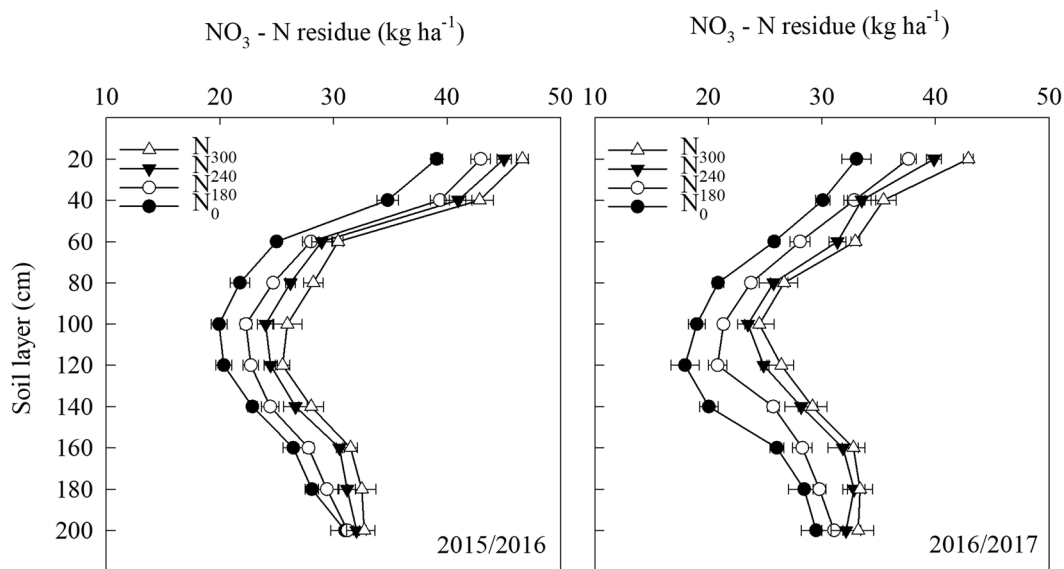 NO3 - N residue (kg ha-1)
NO3 - N residue (kg ha-1)
10 20 30 40 50
10 20 30 40 50
Soil layer (cm)
20
40
60
80
100
120
140
160
180
200
N300
N240
N180
N0
N300
N240
N180
N0
2015/2016
2016/2017